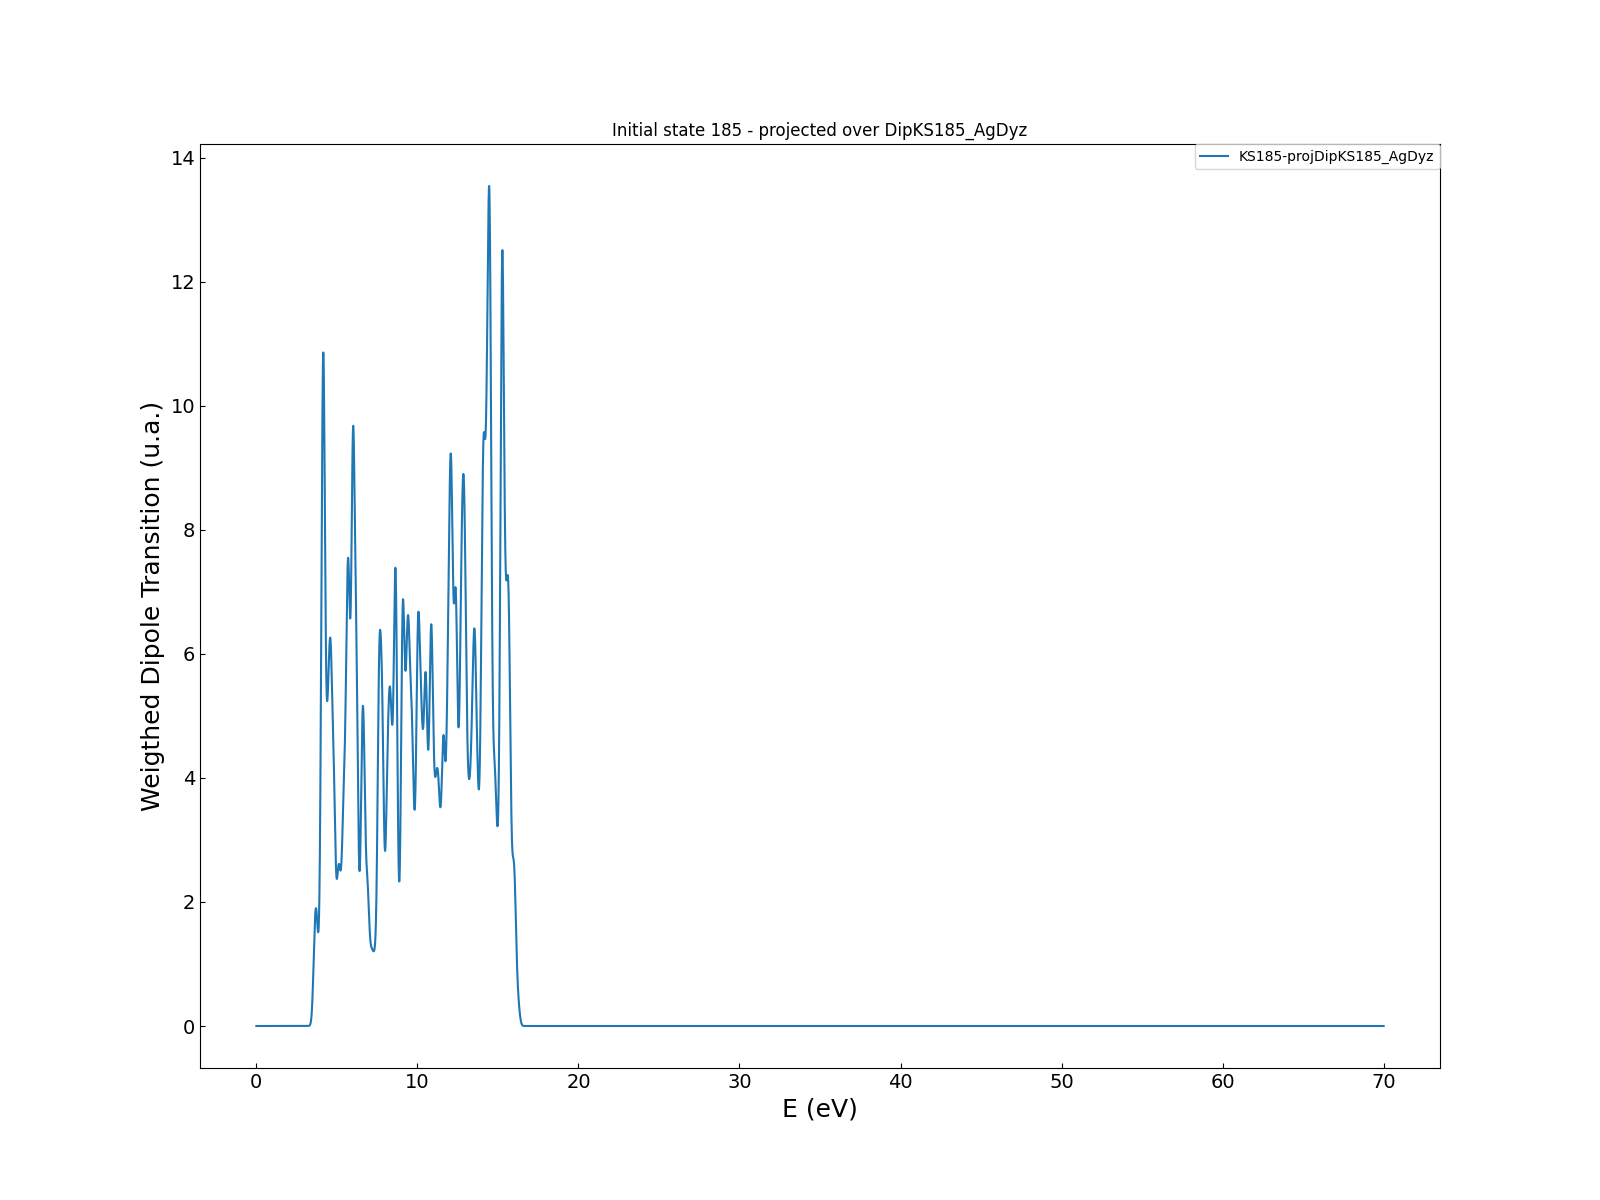 Initial state 185 - projected over DipKS185_AgDyz
KS185-projDipKS185_AgDyz
Weigthed Dipole Transition (u.a.)
14
12
10
8
6
4
2
0
0 10 20 30 40 50 60 70
E (eV)